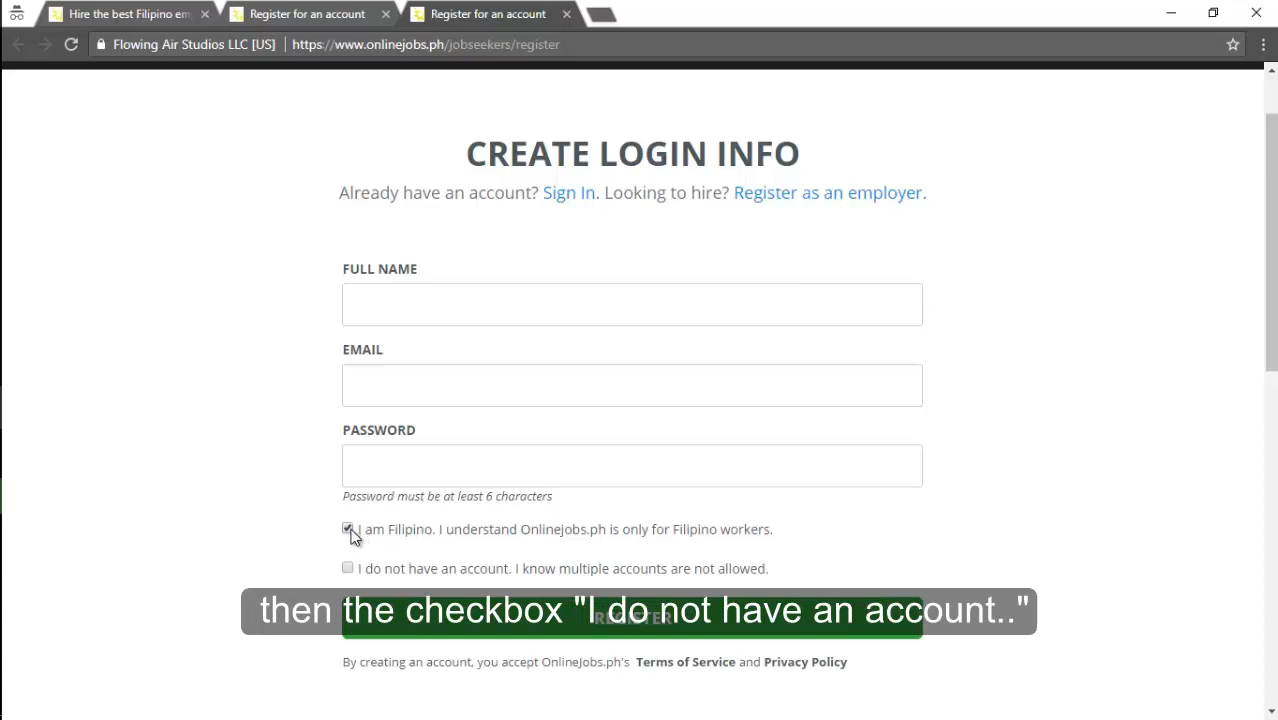 Hire the best Filipino em
Register for an account
Register for an account
Flowing Air Studios LLC [US]
https://www.onlinejobs.ph/jobseekers/register
CREATE LOGIN INFO
Already have an account? Sign In. Looking to hire? Register as an employer.
FULL NAME
EMAIL
PASSWORD
Password must be at least 6 characters
I am Filipino. I understand Onlinejobs.ph is only for Filipino workers.
I do not have an account. I know multiple accounts are not allowed.
REGISTER
then the checkbox "I do not have an account.."
By creating an account, you accept OnlineJobs.ph's Terms of Service and Privacy Policy